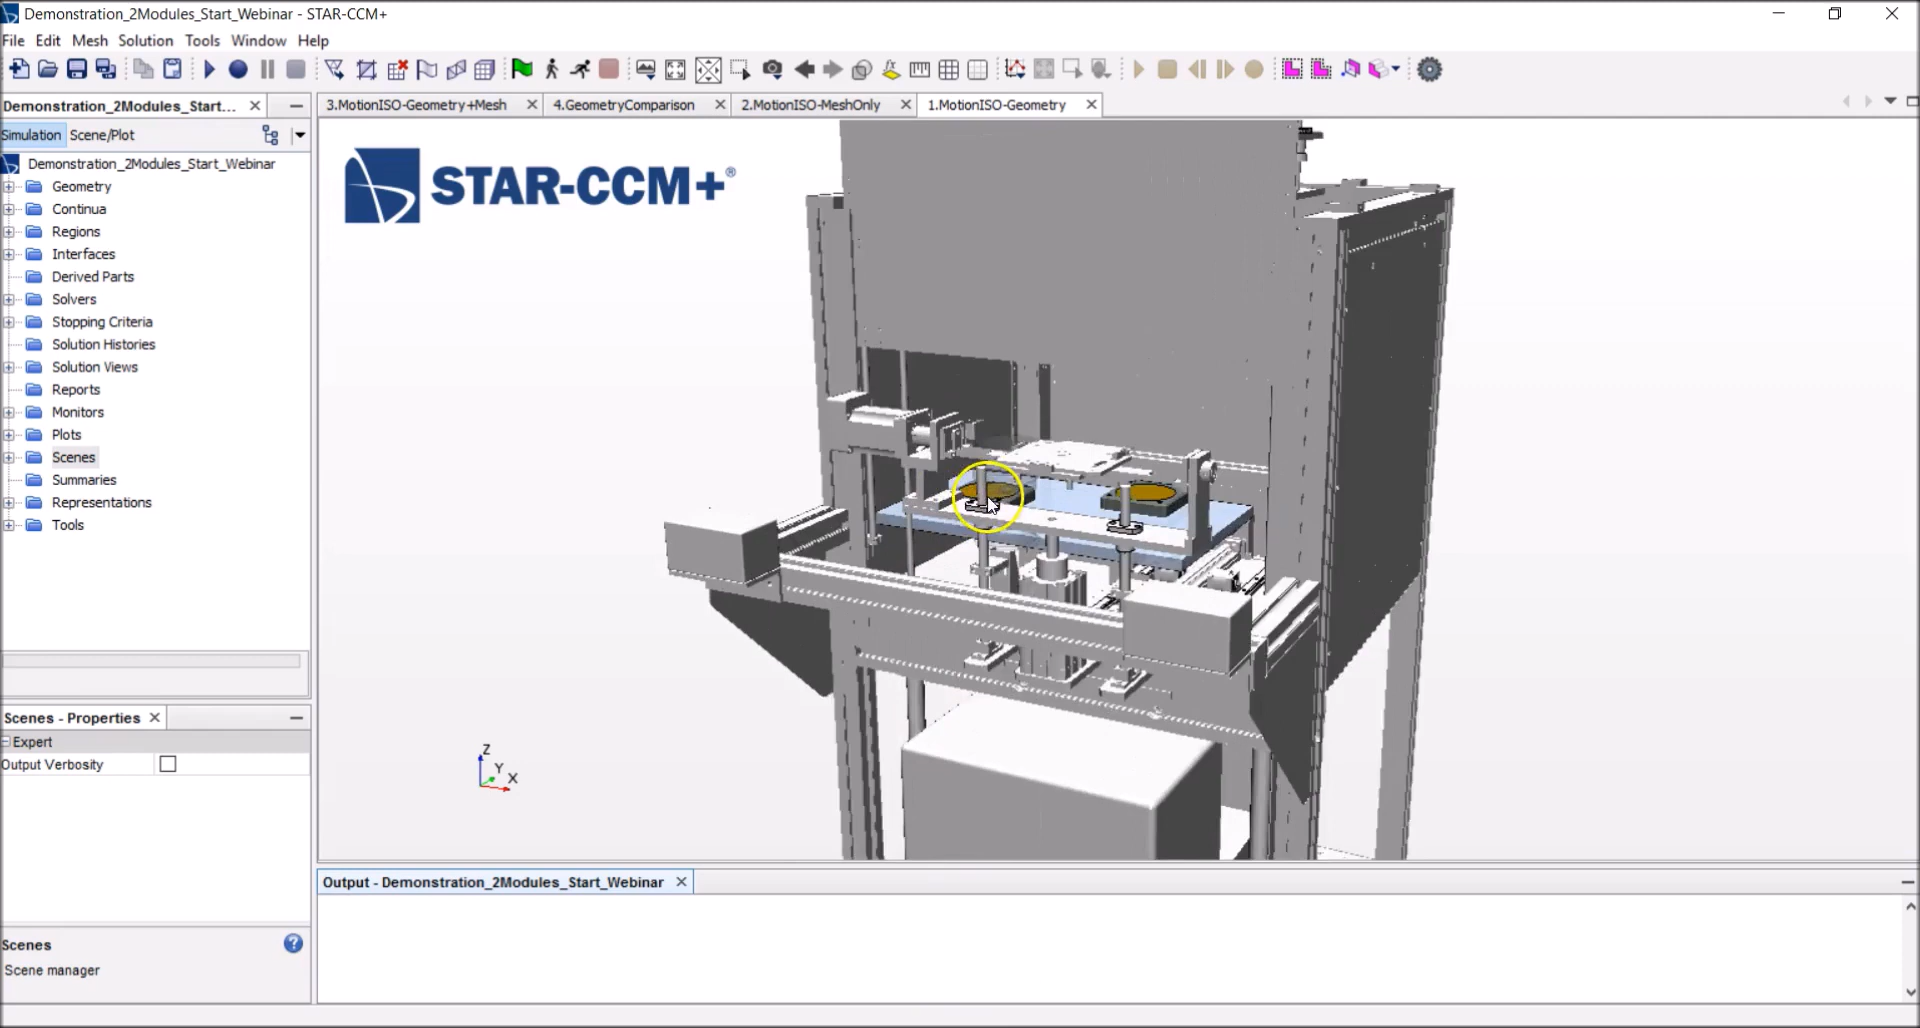 Demonstration_2Modules_Start_Webinar - STAR-CCM+
File Edit Mesh Solution Tools Window Help
Demonstration_2Modules_Start...
3.MotionISO-Geometry+Mesh
4.GeometryComparison
2.MotionISO-MeshOnly
1.MotionISO-Geometry
Simulation Scene/Plot
Demonstration_2Modules_Start_Webinar
Geometry
Continua
Regions
Interfaces
Derived Parts
Solvers
Stopping Criteria
Solution Histories
Solution Views
Reports
Monitors
Plots
Scenes
Summaries
Representations
Tools
STAR-CCM+®
Z
Y
X
Scenes - Properties
Expert
Output Verbosity
Scenes
Scene manager
Output - Demonstration_2Modules_Start_Webinar